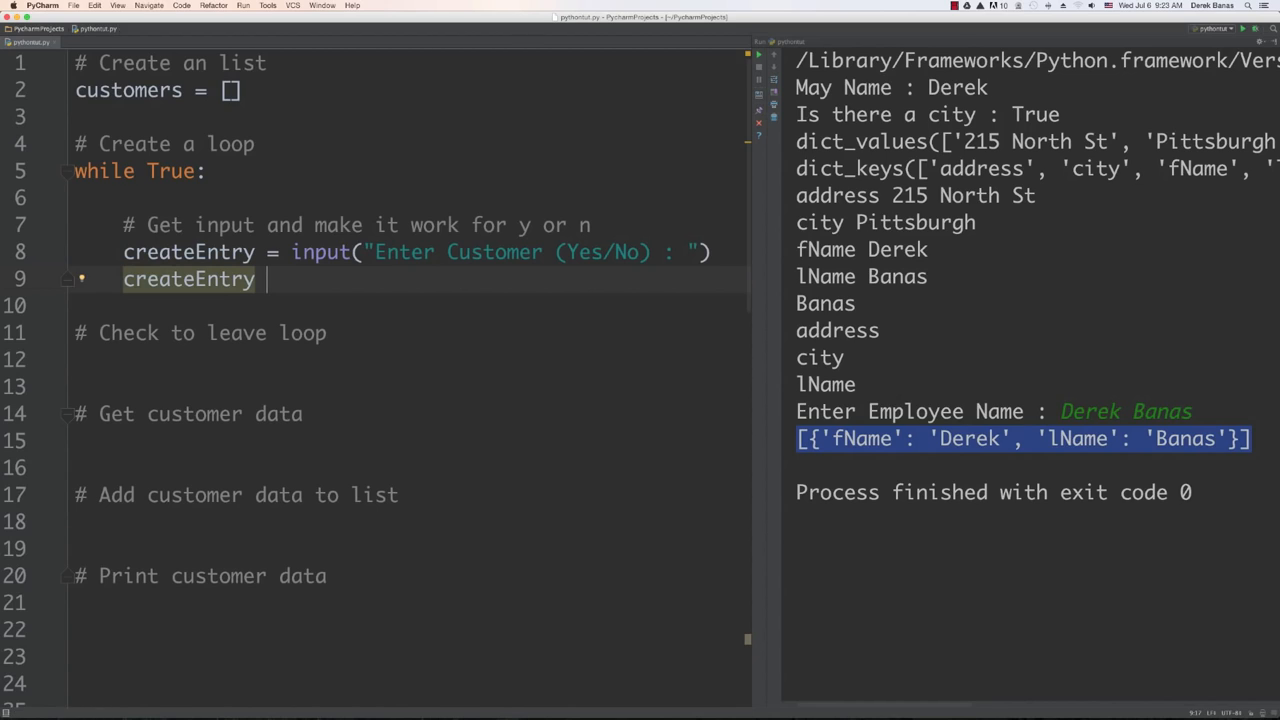 PyCharm File Edit View Navigate Code Refactor Run Tools VCS Window Help
10 Wed Jul 6 9:23 AM Derek Banas
pythontut.py - PyCharmProjects - [~/PycharmProjects]
PycharmProjects pythontut.py
pythontut
pythontut.py
Run pythontut
1 # Create an list
2 customers = []
3
4 # Create a loop
5 while True:
6
7 # Get input and make it work for y or n
8 createEntry = input("Enter Customer (Yes/No) : ")
9 createEntry
10
11 # Check to leave loop
12
13
14 # Get customer data
15
16
17 # Add customer data to list
18
19
20 # Print customer data
21
22
23
24
/Library/Frameworks/Python.framework/Vers
May Name : Derek
Is there a city : True
dict_values(['215 North St', 'Pittsburgh
dict_keys(['address', 'city', 'fName', 'l
address 215 North St
city Pittsburgh
fName Derek
lName Banas
Banas
address
city
lName
Enter Employee Name : Derek Banas
[{'fName': 'Derek', 'lName': 'Banas'}]
Process finished with exit code 0
9:17 LF÷ UTF-8÷